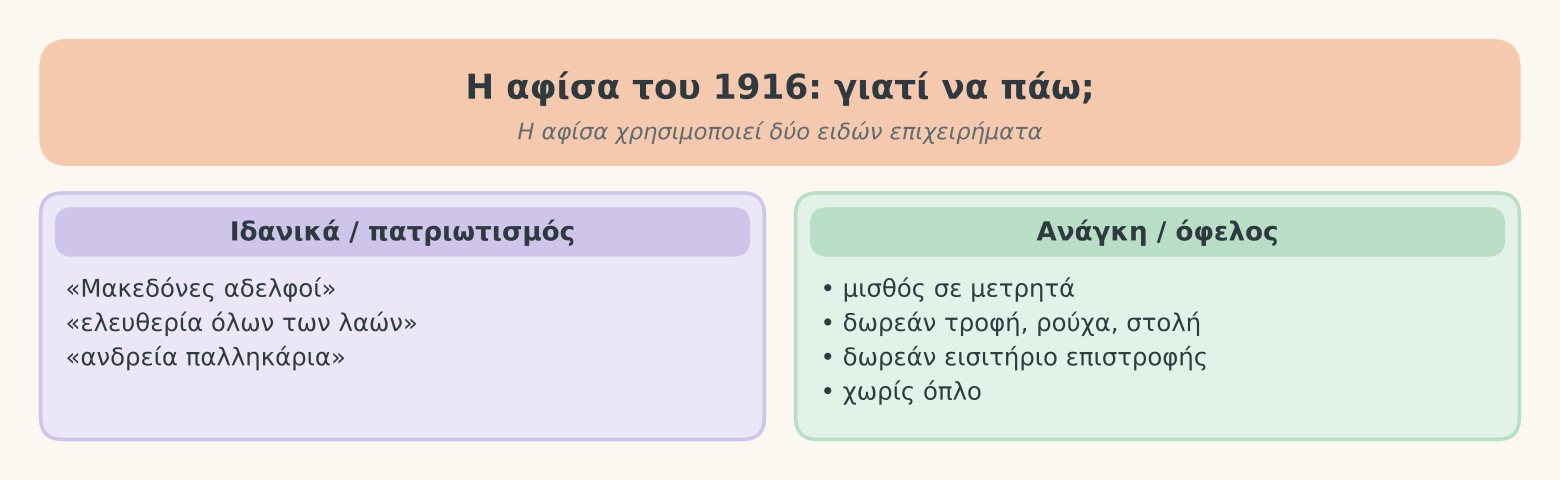 Η αφίσα του 1916: γιατί να πάω;
Η αφίσα χρησιμοποιεί δύο ειδών επιχειρήματα
Ιδανικά / πατριωτισμός
«Μακεδόνες αδελφοί»
«ελευθερία όλων των λαών»
«ανδρεία παλληκάρια»
Ανάγκη / όφελος
• μισθός σε μετρητά
• δωρεάν τροφή, ρούχα, στολή
• δωρεάν εισιτήριο επιστροφής
• χωρίς όπλο